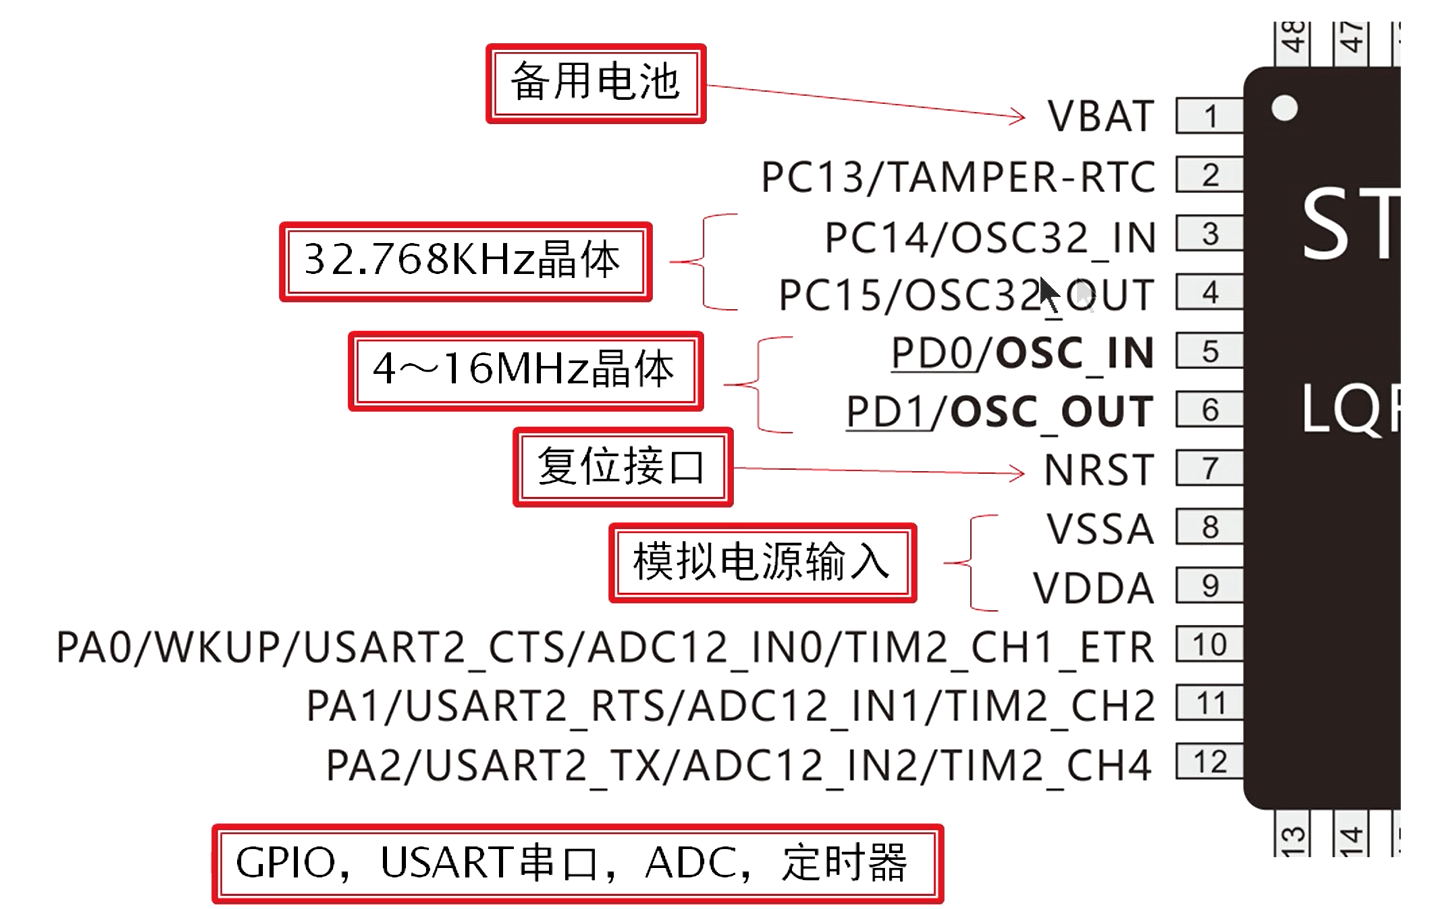 48
47
备用电池
VBAT 1
PC13/TAMPER-RTC 2
ST
PC14/OSC32_IN 3
32.768KHz晶体
PC15/OSC32_OUT 4
PD0/OSC_IN 5
4～16MHz晶体
PD1/OSC_OUT 6
LQF
复位接口
NRST 7
VSSA 8
模拟电源输入
VDDA 9
PA0/WKUP/USART2_CTS/ADC12_IN0/TIM2_CH1_ETR 10
PA1/USART2_RTS/ADC12_IN1/TIM2_CH2 11
PA2/USART2_TX/ADC12_IN2/TIM2_CH4 12
13
14
GPIO，USART串口，ADC，定时器